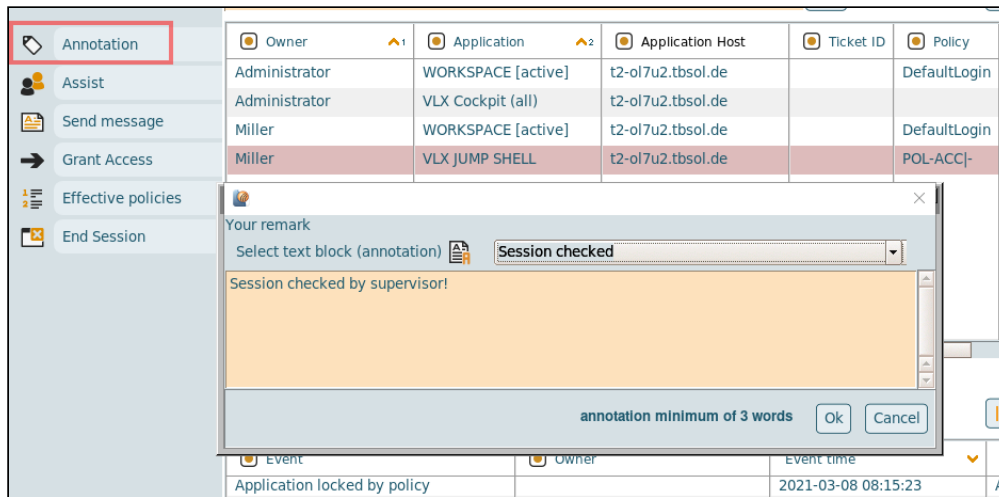 Annotation
Assist
Send message
Grant Access
Effective policies
End Session
Owner 1 Application 2 Application Host Ticket ID Policy
Administrator WORKSPACE [active] t2-ol7u2.tbsol.de DefaultLogin
Administrator VLX Cockpit (all) t2-ol7u2.tbsol.de
Miller WORKSPACE [active] t2-ol7u2.tbsol.de DefaultLogin
Miller VLX JUMP SHELL t2-ol7u2.tbsol.de POL-ACC|-
Your remark
Select text block (annotation) Session checked
Session checked by supervisor!
annotation minimum of 3 words Ok Cancel
Event Owner Event time
Application locked by policy 2021-03-08 08:15:23